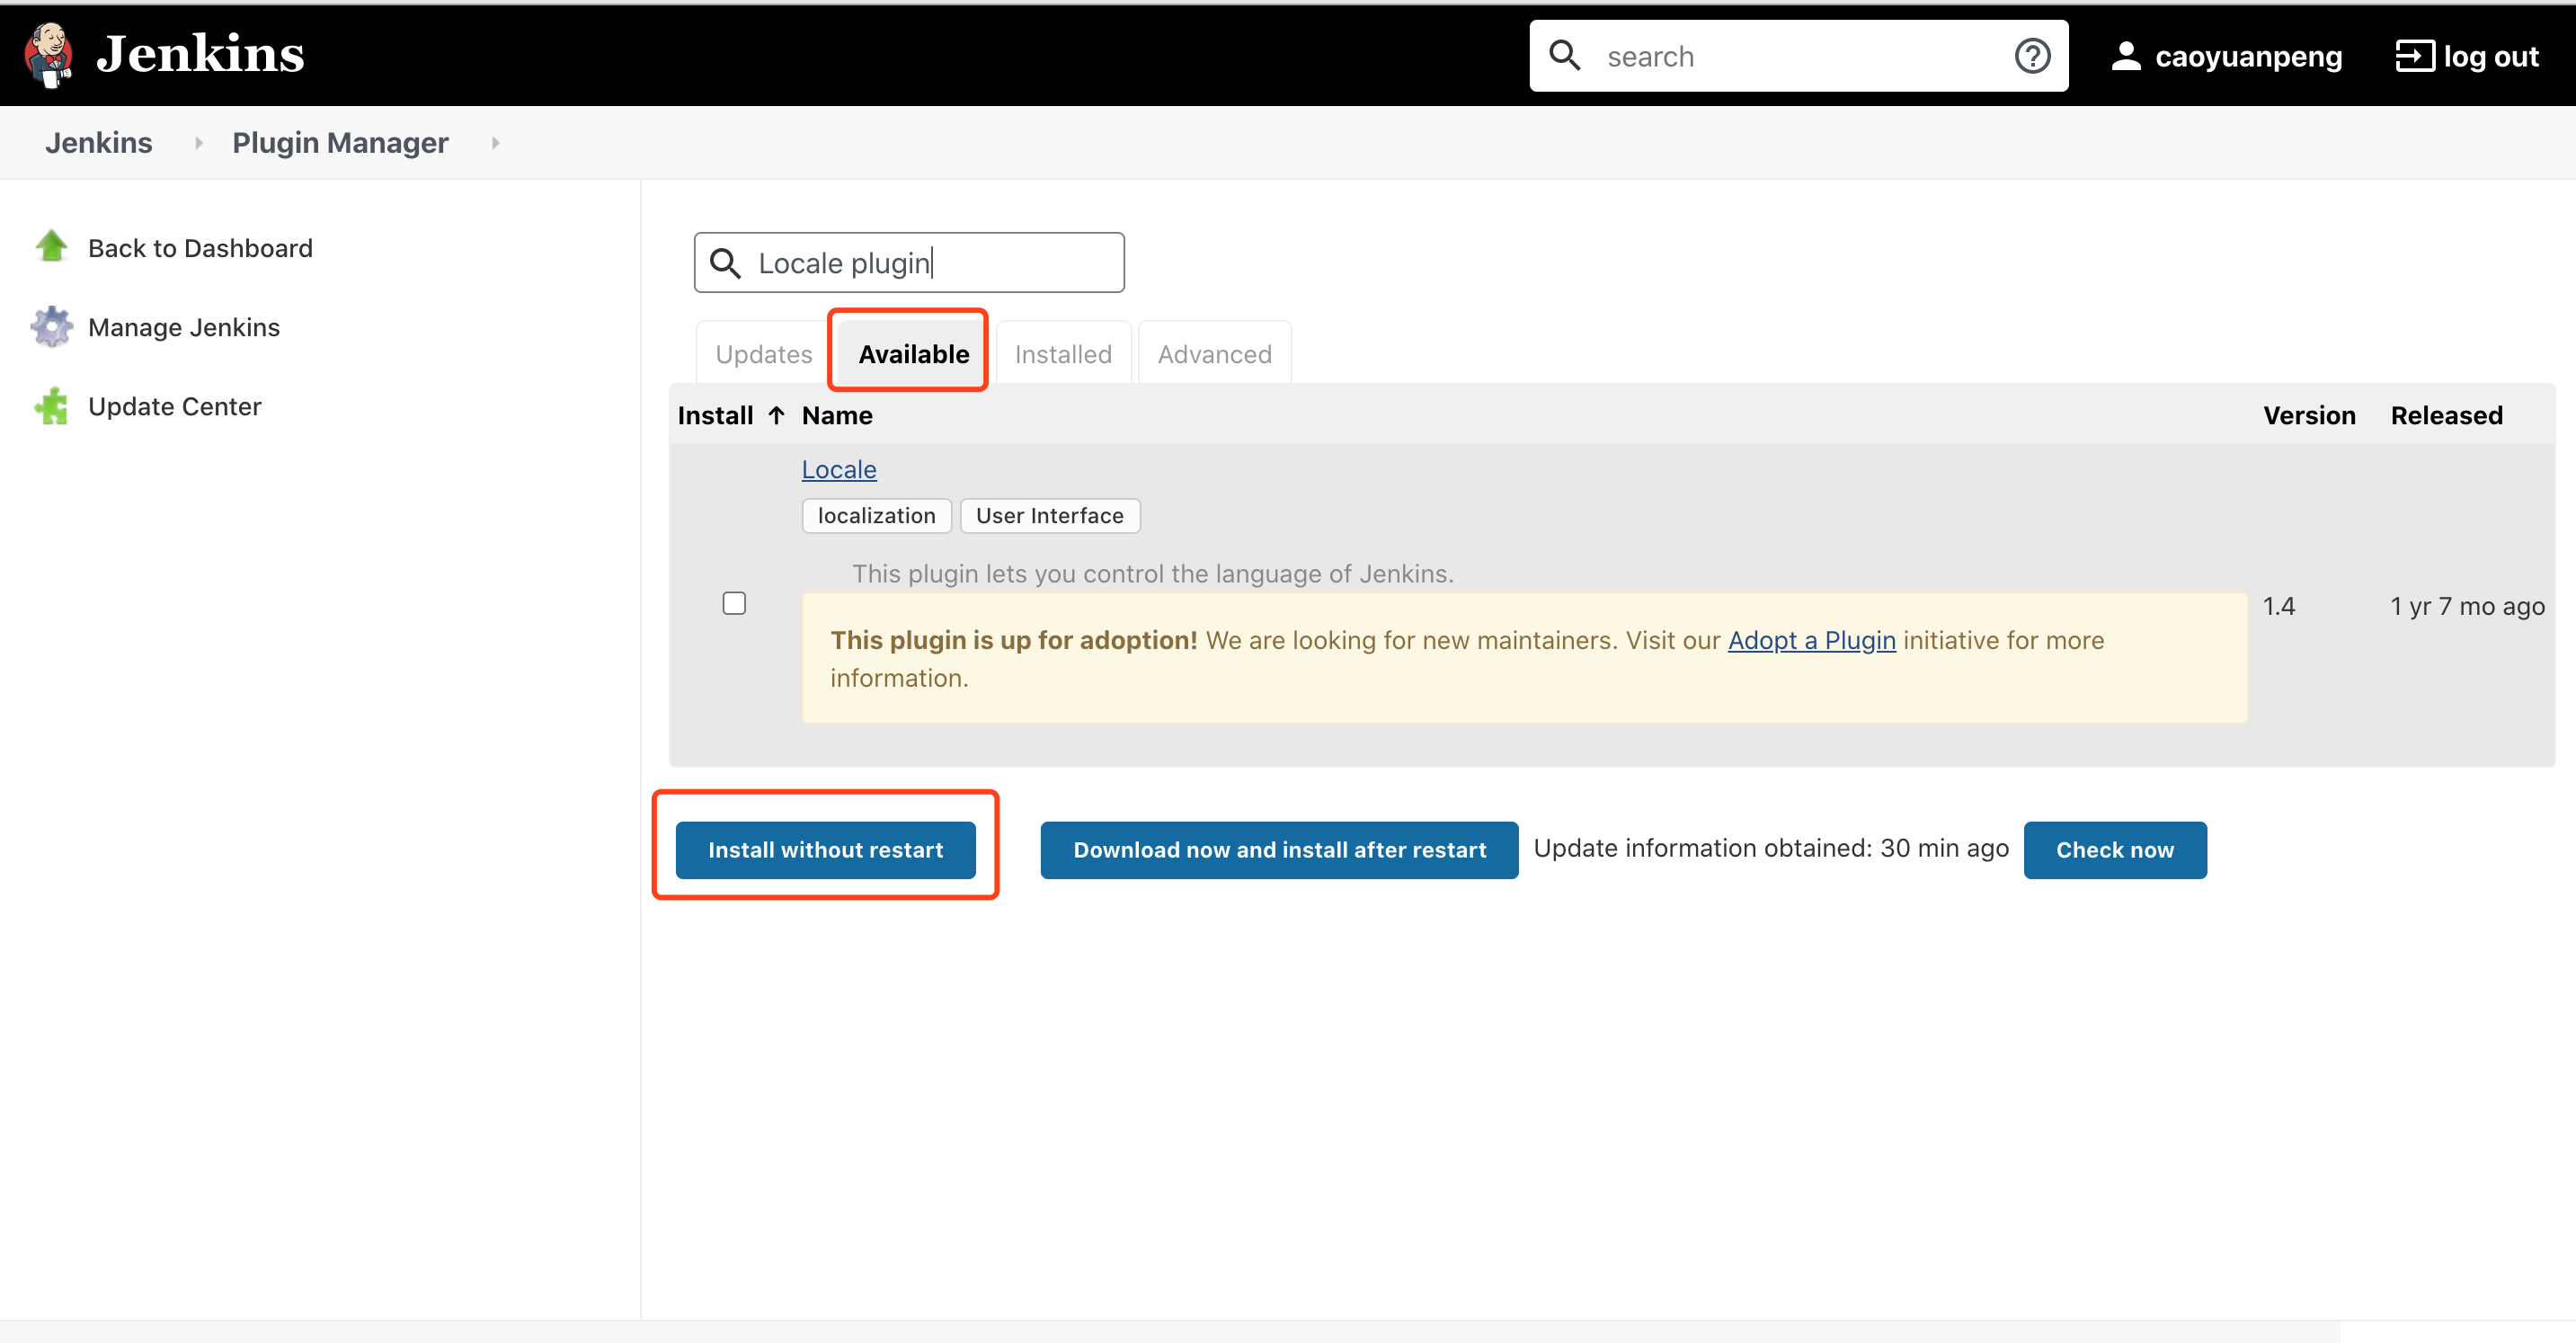 Jenkins
search
caoyuanpeng
log out
Jenkins
Plugin Manager
Back to Dashboard
Manage Jenkins
Update Center
Locale plugin
Updates
Available
Installed
Advanced
Install ↑ Name
Version
Released
Locale
localization
User Interface
This plugin lets you control the language of Jenkins.
This plugin is up for adoption! We are looking for new maintainers. Visit our Adopt a Plugin initiative for more
information.
1.4
1 yr 7 mo ago
Install without restart
Download now and install after restart
Update information obtained: 30 min ago
Check now